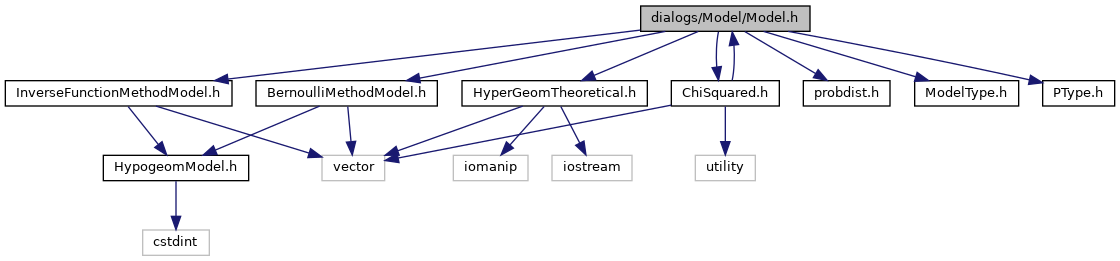 dialogs/Model/Model.h
InverseFunctionMethodModel.h
BernoulliMethodModel.h
HyperGeomTheoretical.h
ChiSquared.h
probdist.h
ModelType.h
PType.h
HypogeomModel.h
vector
iomanip
iostream
utility
cstdint